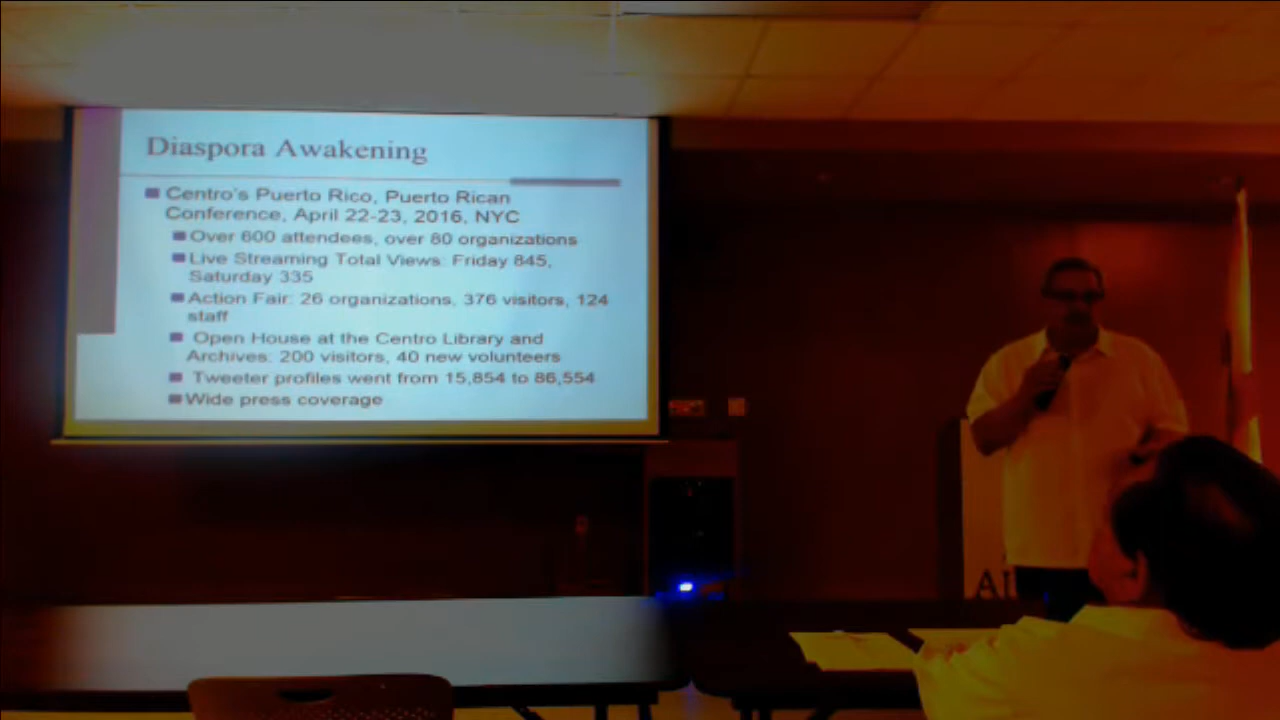 Diaspora Awakening
Centro's Puerto Rico, Puerto Rican
Conference, April 22-23, 2016, NYC
Over 600 attendees, over 80 organizations
Live Streaming Total Views: Friday 845,
Saturday 335
Action Fair: 26 organizations, 376 visitors, 124
staff
Open House at the Centro Library and
Archives: 200 visitors, 40 new volunteers
Tweeter profiles went from 15,854 to 86,554
Wide press coverage